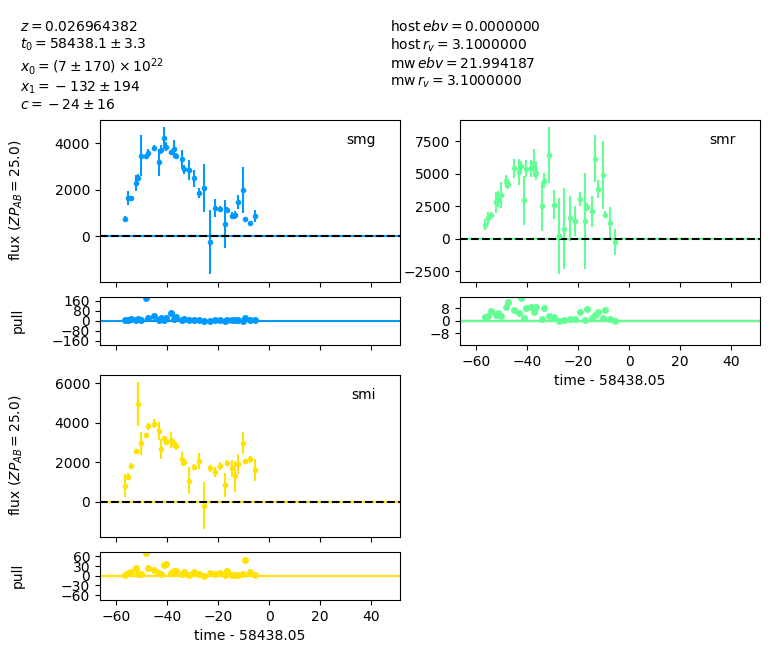 z = 0.026964382
t₀ = 58438.1 ± 3.3
x₀ = (7 ± 170) × 10²²
x₁ = − 132 ± 194
c = − 24 ± 16
host ebv = 0.0000000
host rᵥ = 3.1000000
mw ebv = 21.994187
mw rᵥ = 3.1000000
smg
4000
2000
0
flux (ZP_AB = 25.0)
smr
7500
5000
2500
0
−2500
160
80
0
−80
−160
pull
8
0
−8
−60 −40 −20 0 20 40
time - 58438.05
smi
6000
4000
2000
0
flux (ZP_AB = 25.0)
60
30
0
−30
−60
pull
−60 −40 −20 0 20 40
time - 58438.05